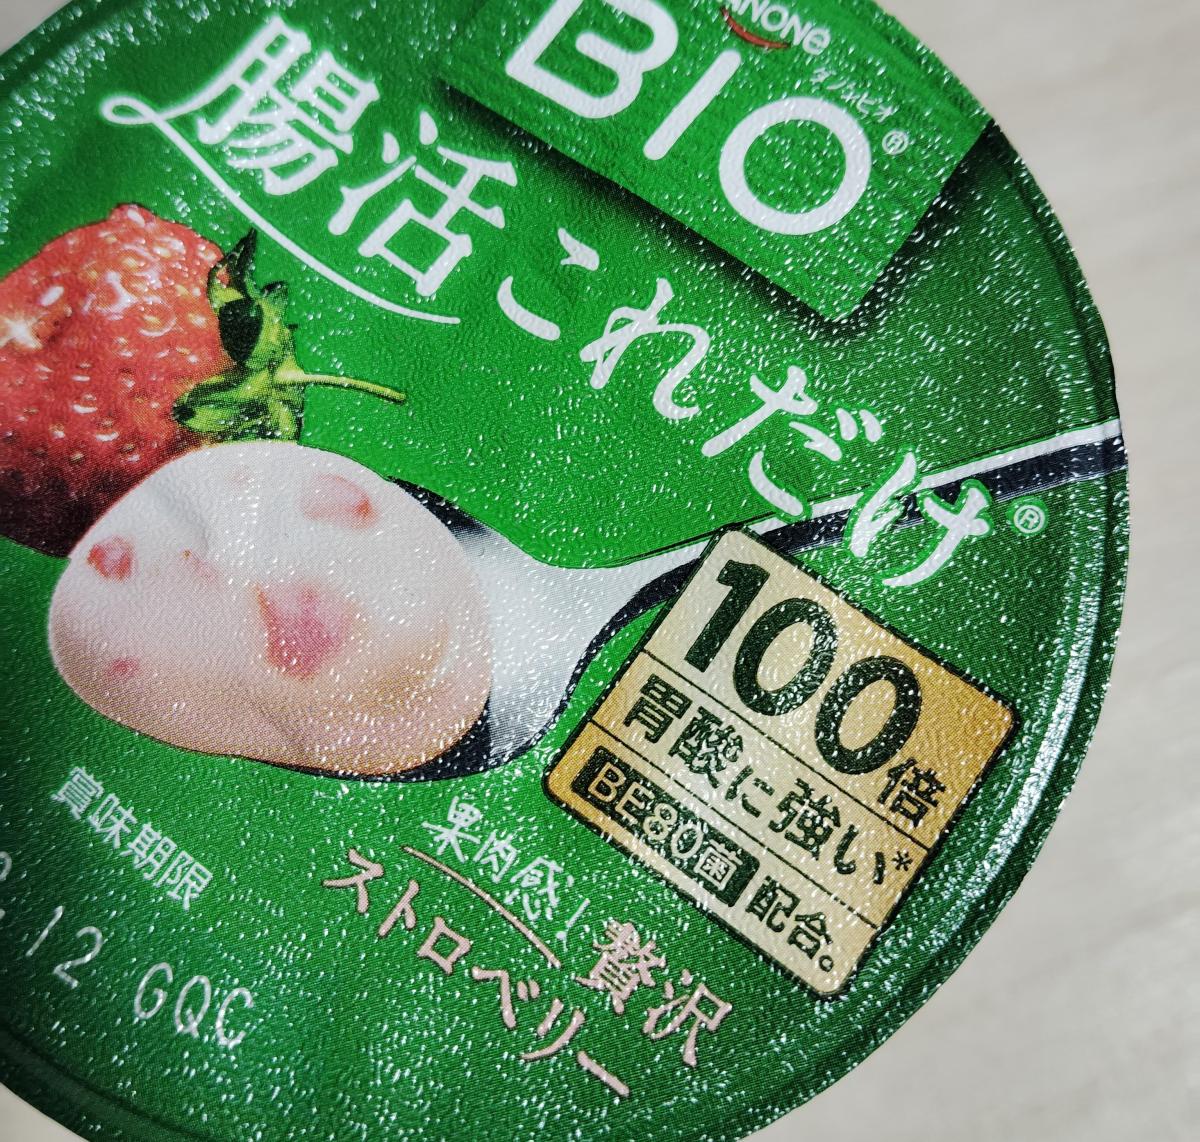 DANONE
BIO®
ダノンビオ
腸活これだけ®
100倍
胃酸に強い*
BE80菌 配合。
果肉感!
贅沢
ストロベリー
賞味期限
12 GQC